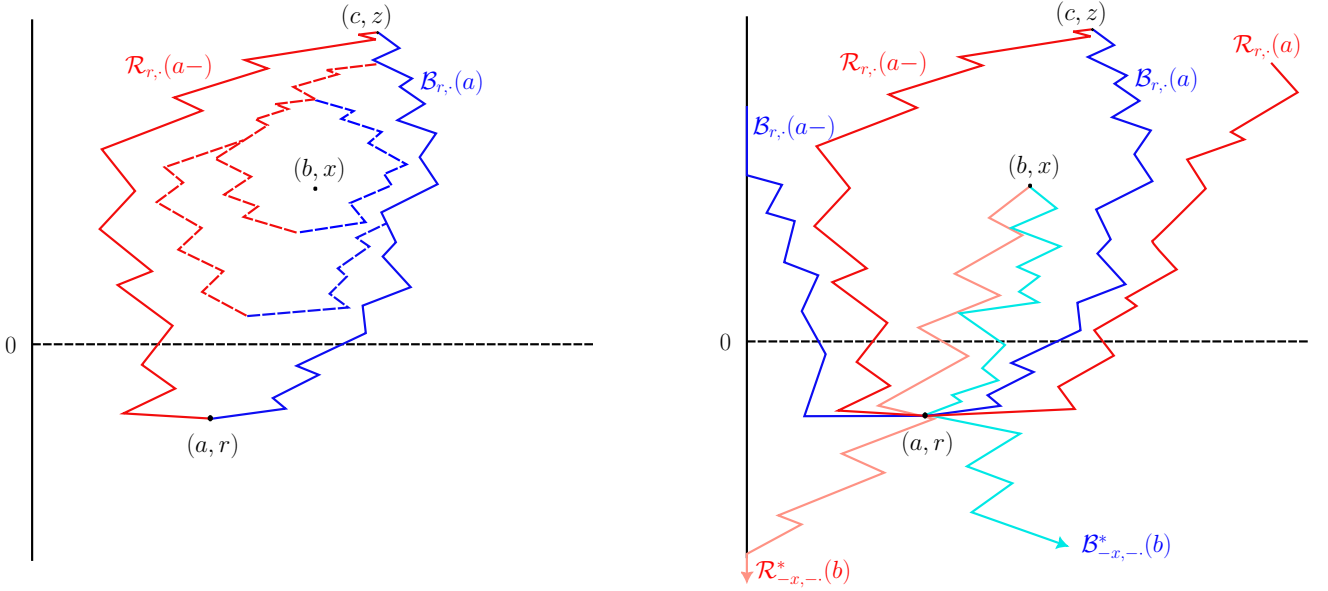 (c, z)
ℛ_{r,·}(a−)
ℬ_{r,·}(a)
(b, x)
0
(a, r)
(c, z)
ℛ_{r,·}(a)
ℛ_{r,·}(a−)
ℬ_{r,·}(a)
ℬ_{r,·}(a−)
(b, x)
0
(a, r)
ℬ^*_{−x,−·}(b)
ℛ^*_{−x,−·}(b)